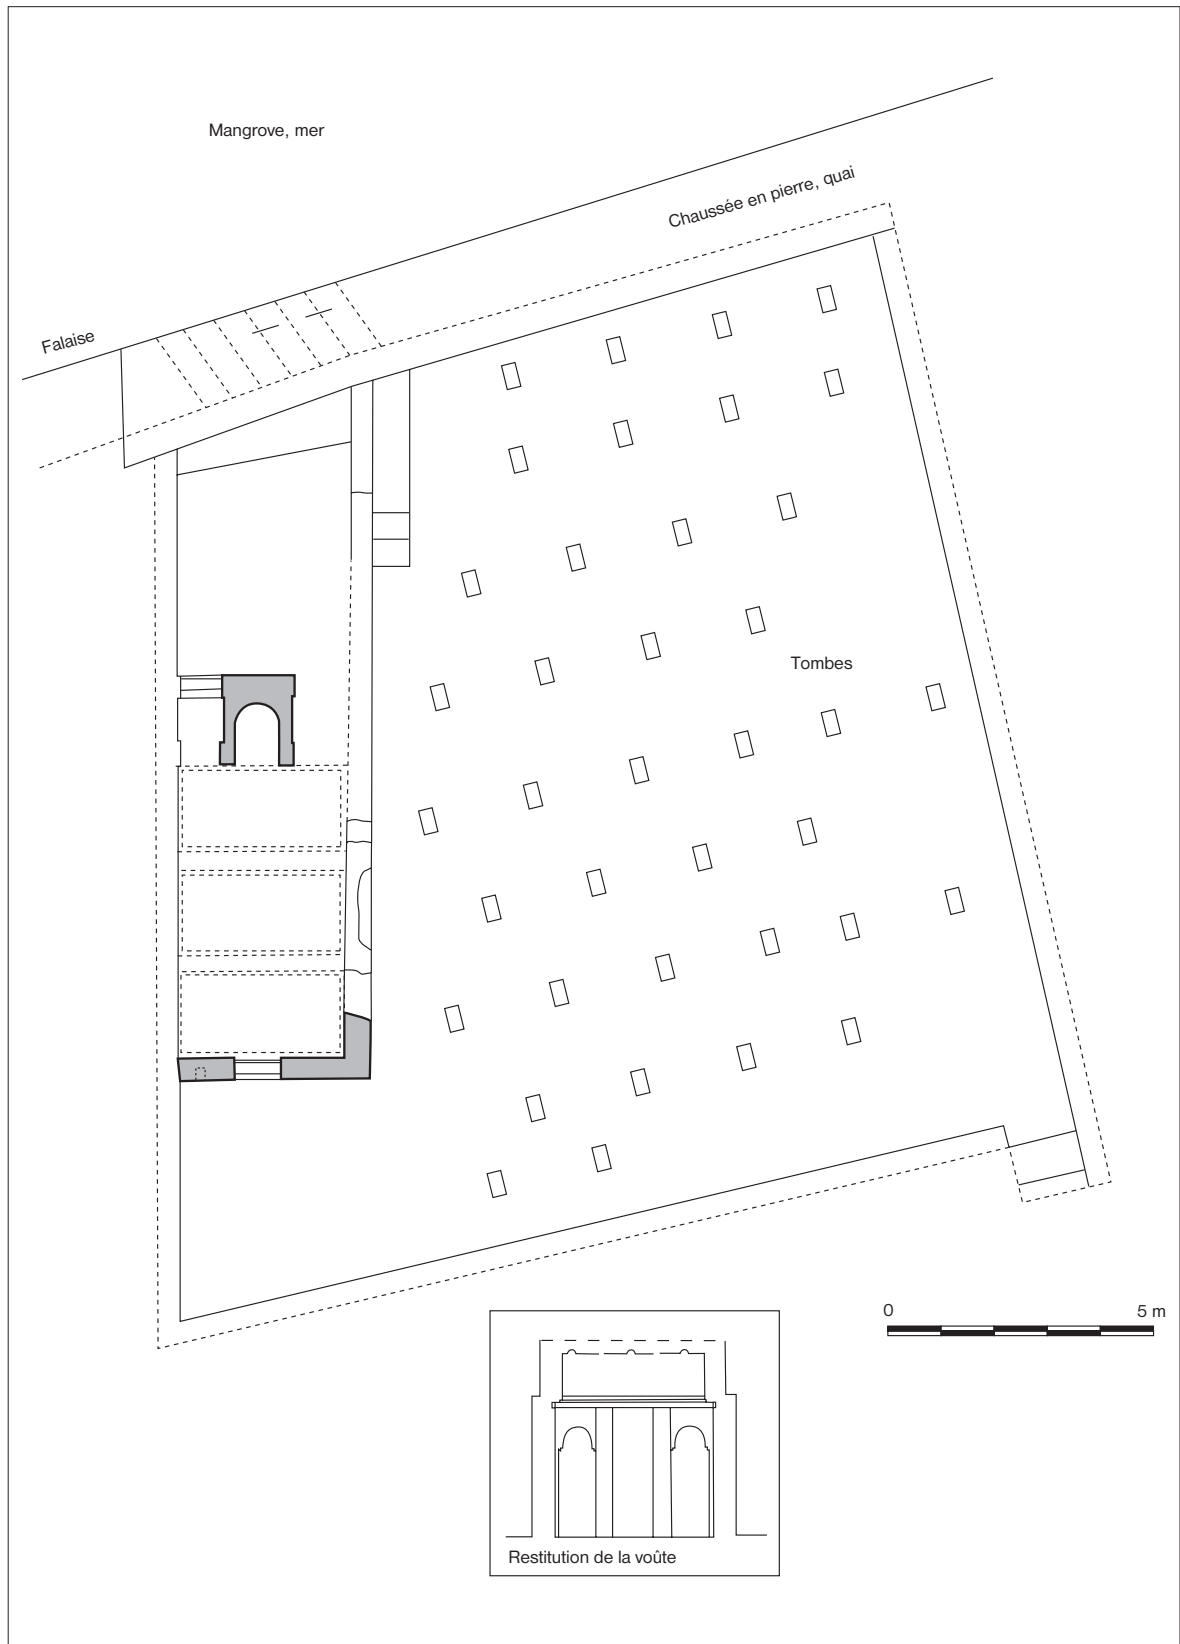 Mangrove, mer
Chaussée en pierre, quai
Falaise
Tombes
0 5 m
Restitution de la voûte